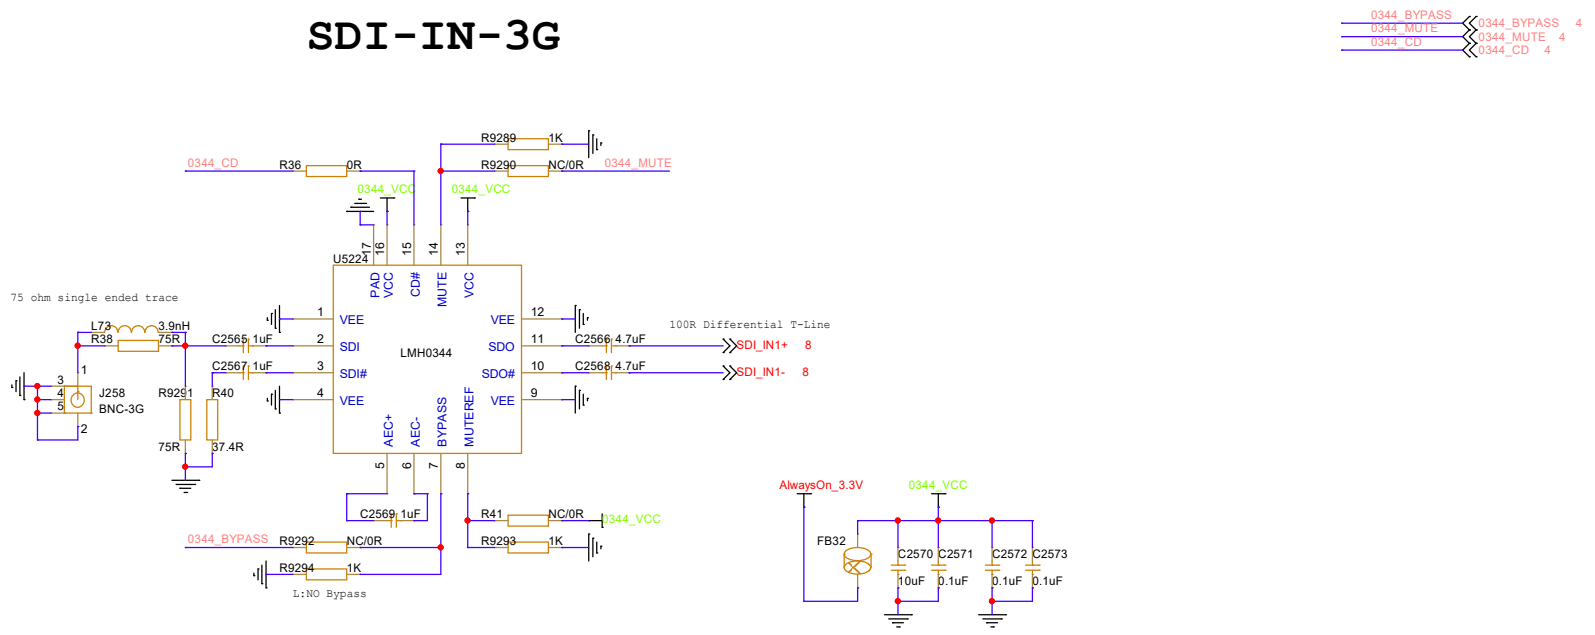 SDI-IN-3G
0344_BYPASS
0344_BYPASS 4
0344_MUTE
0344_MUTE 4
0344_CD
0344_CD 4
R9289 1K
0344_CD R36 0R
R9290 NC/0R 0344_MUTE
0344_VCC
0344_VCC
17 16 15 14 13
U5224
PAD VCC CD# MUTE VCC
75 ohm single ended trace
1 VEE
VEE 12
100R Differential T-Line
L73 3.9nH
R38 75R
C2565 1uF
2 SDI
SDO 11
C2566 4.7uF
SDI_IN1+ 8
LMH0344
C2567 1uF
3 SDI#
SDO# 10
C2568 4.7uF
SDI_IN1- 8
1
3
4
5
2
J258
BNC-3G
R9291
75R
R40
37.4R
4 VEE
VEE 9
AEC+ AEC- BYPASS MUTEREF
5 6 7 8
C2569 1uF
R41 NC/0R 0344_VCC
0344_BYPASS R9292 NC/0R
R9293 1K
R9294 1K
L:NO Bypass
AlwaysOn_3.3V
0344_VCC
FB32
C2570
10uF
C2571
0.1uF
C2572
0.1uF
C2573
0.1uF